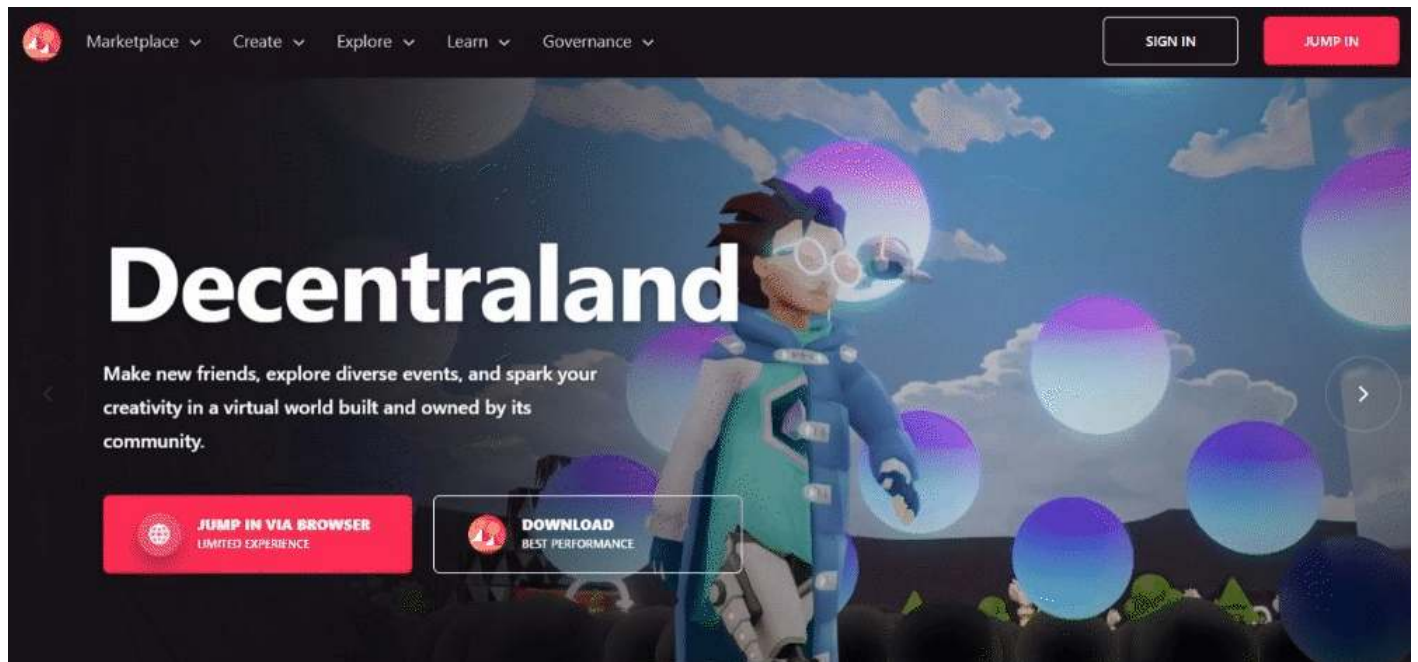 Marketplace Create Explore Learn Governance SIGN IN JUMP IN
Decentraland
Make new friends, explore diverse events, and spark your
creativity in a virtual world built and owned by its
community.
JUMP IN VIA BROWSER
LIMITED EXPERIENCE
DOWNLOAD
BEST PERFORMANCE